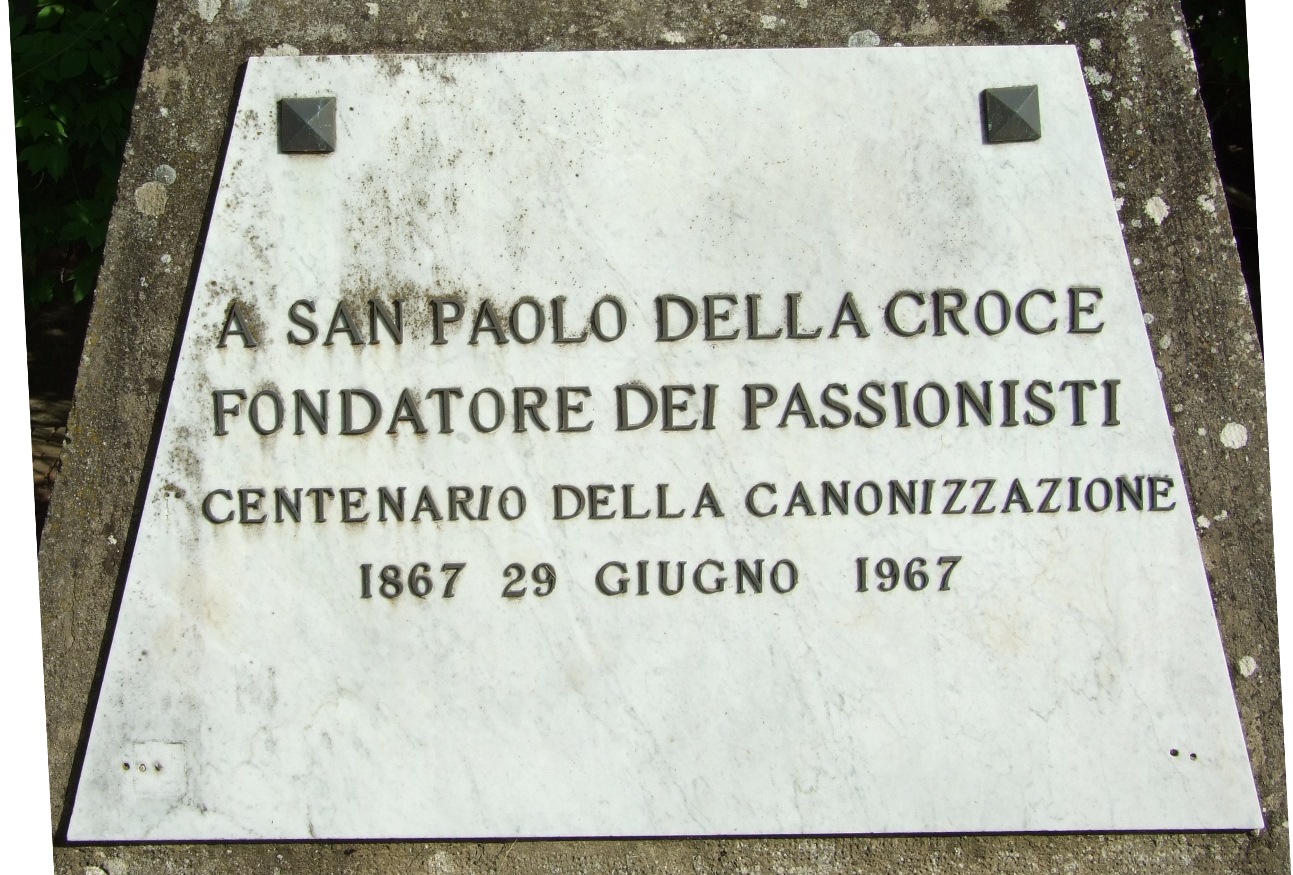 A SAN PAOLO DELLA CROCE
FONDATORE DEI PASSIONISTI
CENTENARIO DELLA CANONIZZAZIONE
1867 29 GIUGNO 1967